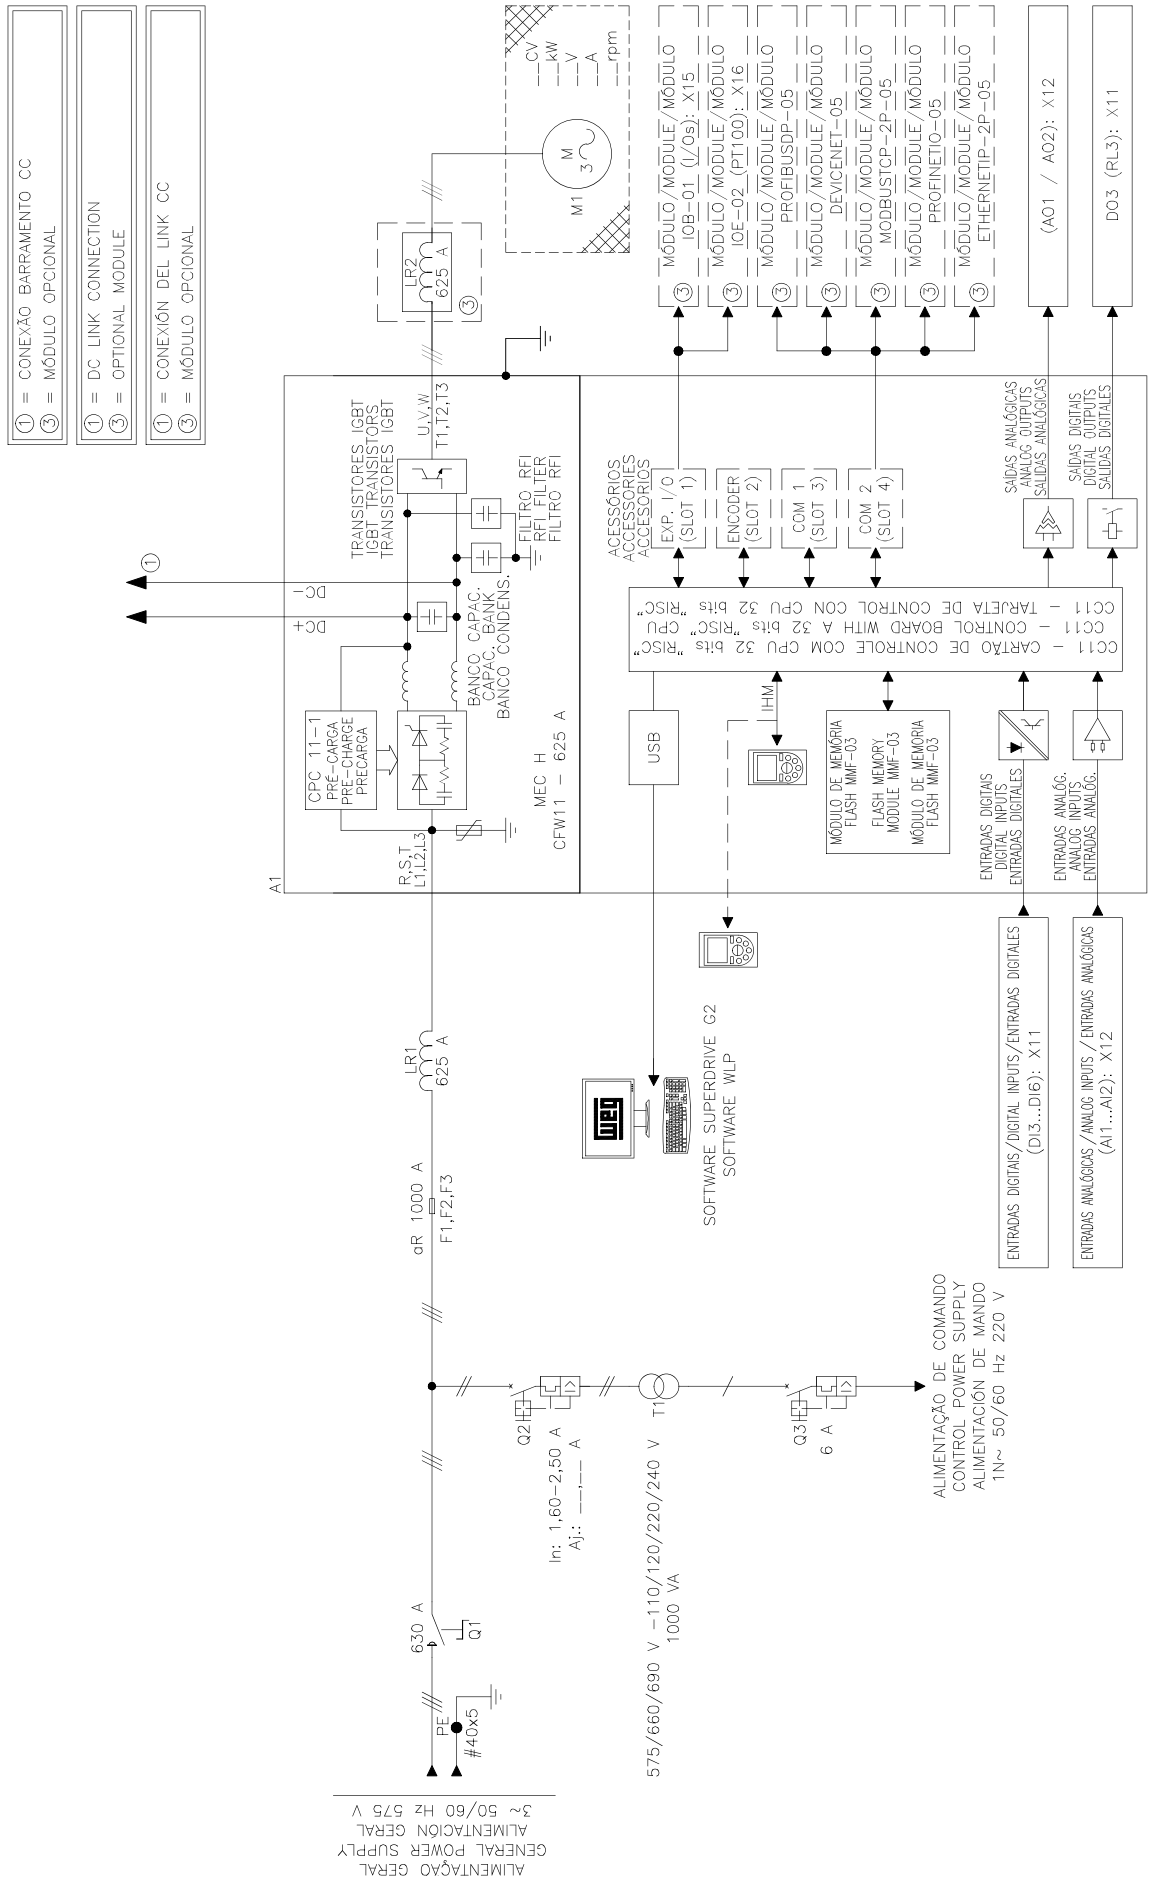 ① = CONEXÃO BARRAMENTO CC
③ = MÓDULO OPCIONAL
① = DC LINK CONNECTION
③ = OPTIONAL MODULE
① = CONEXIÓN DEL LINK CC
③ = MÓDULO OPCIONAL
ALIMENTAÇAO GERAL
GENERAL POWER SUPPLY
ALIMENTACIÓN GERAL
3~ 50/60 Hz 575 V
PE
#40x5
630 A
Q1
aR 1000 A
F1,F2,F3
LR1
625 A
Q2
In: 1,60-2,50 A
Aj.: __,__ A
T1
575/660/690 V -110/120/220/240 V
1000 VA
Q3
6 A
ALIMENTAÇÃO DE COMANDO
CONTROL POWER SUPPLY
ALIMENTACIÓN DE MANDO
1N~ 50/60 Hz 220 V
A1
R,S,T
L1,L2,L3
CPC 11-1
PRÉ-CARGA
PRÉ-CHARGE
PRECARGA
DC+
DC-
①
BANCO CAPAC.
CAPAC. BANK
BANCO CONDENS.
TRANSISTORES IGBT
IGBT TRANSISTORS
TRANSISTORES IGBT
FILTRO RFI
RFI FILTER
FILTRO RFI
U,V,W
T1,T2,T3
MEC H
CFW11 - 625 A
LR2
625 A
③
M1
M
3
__CV
__kW
__V
__A
__rpm
SOFTWARE SUPERDRIVE G2
SOFTWARE WLP
weg
USB
IHM
MÓDULO DE MEMÓRIA
FLASH MMF-03
FLASH MEMORY
MODULE MMF-03
MÓDULO DE MEMORIA
FLASH MMF-03
CC11 - CARTÃO DE CONTROLE COM CPU 32 bits "RISC"
CC11 - CONTROL BOARD WITH A 32 bits "RISC" CPU
CC11 - TARJETA DE CONTROL CON CPU 32 bits "RISC"
ACESSÓRIOS
ACCESSORIES
ACCESORIOS
EXP. I/O
(SLOT 1)
ENCODER
(SLOT 2)
COM 1
(SLOT 3)
COM 2
(SLOT 4)
MÓDULO/MODULE/MÓDULO
IOB-01 (I/Os): X15
③
MÓDULO/MODULE/MÓDULO
IOE-02 (PT100): X16
③
MÓDULO/MODULE/MÓDULO
PROFIBUSDP-05
③
MÓDULO/MODULE/MÓDULO
DEVICENET-05
③
MÓDULO/MODULE/MÓDULO
MODBUSTCP-2P-05
③
MÓDULO/MODULE/MÓDULO
PROFINETIO-05
③
MÓDULO/MODULE/MÓDULO
ETHERNETIP-2P-05
③
ENTRADAS DIGITAIS/DIGITAL INPUTS/ENTRADAS DIGITALES
(DI3...DI6): X11
ENTRADAS DIGITAIS
DIGITAL INPUTS
ENTRADAS DIGITALES
ENTRADAS ANALÓGICAS/ANALOG INPUTS/ENTRADAS ANALÓGICAS
(AI1...AI2): X12
ENTRADAS ANALÓG.
ANALOG INPUTS
ENTRADAS ANALÓG.
SAÍDAS ANALÓGICAS
ANALOG OUTPUTS
SALIDAS ANALÓGICAS
(AO1 / AO2): X12
SAÍDAS DIGITAIS
DIGITAL OUTPUTS
SALIDAS DIGITALES
DO3 (RL3): X11